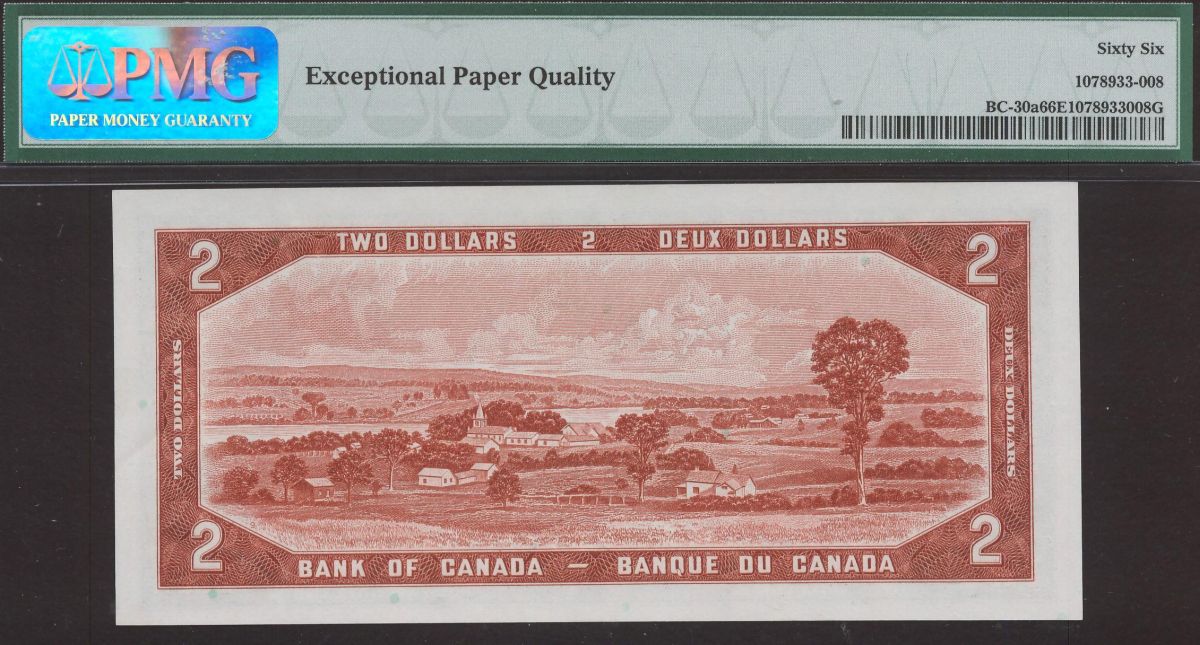 PMG
PAPER MONEY GUARANTY
Exceptional Paper Quality
Sixty Six
1078933-008
BC-30a66E1078933008G
TWO DOLLARS 2 DEUX DOLLARS
2
2
TWO DOLLARS
DEUX DOLLARS
2
2
BANK OF CANADA — BANQUE DU CANADA